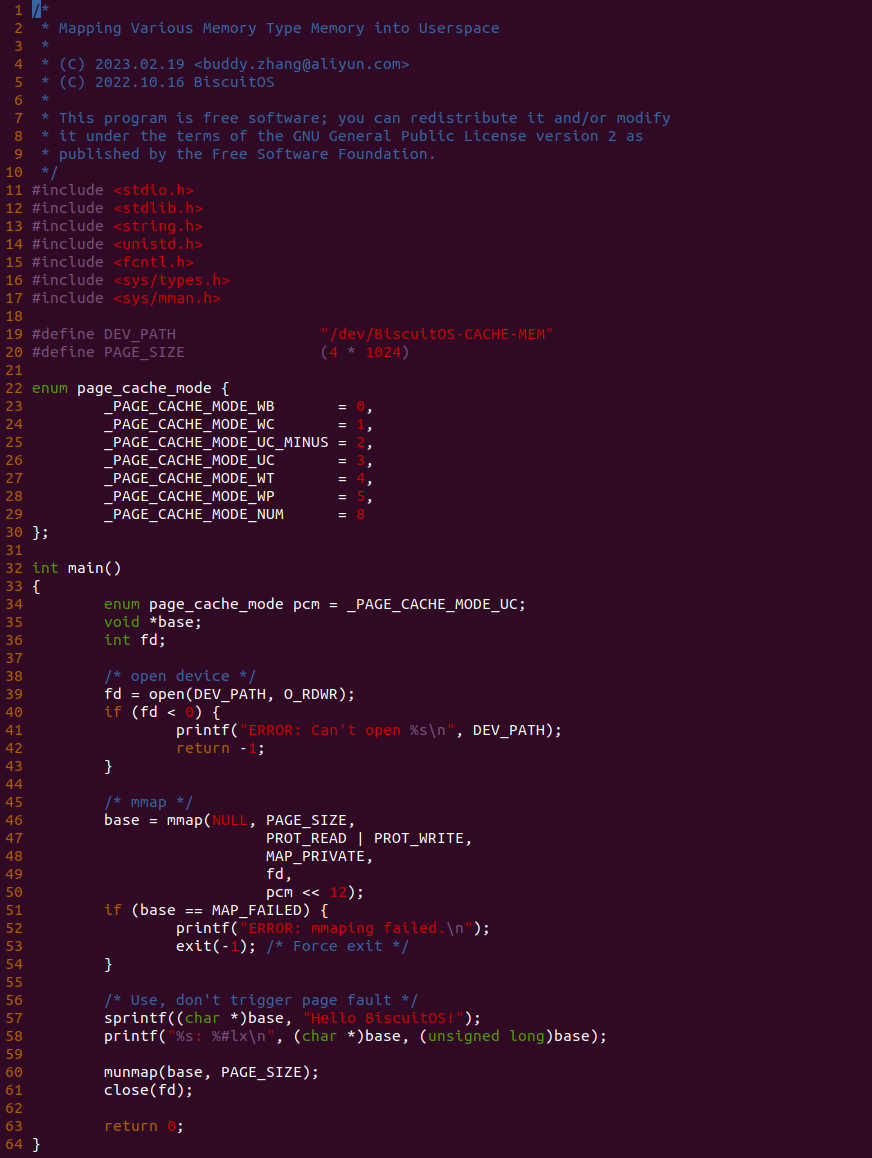 1 /*
2  * Mapping Various Memory Type Memory into Userspace
3  *
4  * (C) 2023.02.19 <buddy.zhang@aliyun.com>
5  * (C) 2022.10.16 BiscuitOS
6  *
7  * This program is free software; you can redistribute it and/or modify
8  * it under the terms of the GNU General Public License version 2 as
9  * published by the Free Software Foundation.
10  */
11 #include <stdio.h>
12 #include <stdlib.h>
13 #include <string.h>
14 #include <unistd.h>
15 #include <fcntl.h>
16 #include <sys/types.h>
17 #include <sys/mman.h>
18
19 #define DEV_PATH                "/dev/BiscuitOS-CACHE-MEM"
20 #define PAGE_SIZE               (4 * 1024)
21
22 enum page_cache_mode {
23         _PAGE_CACHE_MODE_WB       = 0,
24         _PAGE_CACHE_MODE_WC       = 1,
25         _PAGE_CACHE_MODE_UC_MINUS = 2,
26         _PAGE_CACHE_MODE_UC       = 3,
27         _PAGE_CACHE_MODE_WT       = 4,
28         _PAGE_CACHE_MODE_WP       = 5,
29         _PAGE_CACHE_MODE_NUM      = 8
30 };
31
32 int main()
33 {
34         enum page_cache_mode pcm = _PAGE_CACHE_MODE_UC;
35         void *base;
36         int fd;
37
38         /* open device */
39         fd = open(DEV_PATH, O_RDWR);
40         if (fd < 0) {
41                 printf("ERROR: Can't open %s\n", DEV_PATH);
42                 return -1;
43         }
44
45         /* mmap */
46         base = mmap(NULL, PAGE_SIZE,
47                           PROT_READ | PROT_WRITE,
48                           MAP_PRIVATE,
49                           fd,
50                           pcm << 12);
51         if (base == MAP_FAILED) {
52                 printf("ERROR: mmaping failed.\n");
53                 exit(-1); /* Force exit */
54         }
55
56         /* Use, don't trigger page fault */
57         sprintf((char *)base, "Hello BiscuitOS!");
58         printf("%s: %#lx\n", (char *)base, (unsigned long)base);
59
60         munmap(base, PAGE_SIZE);
61         close(fd);
62
63         return 0;
64 }